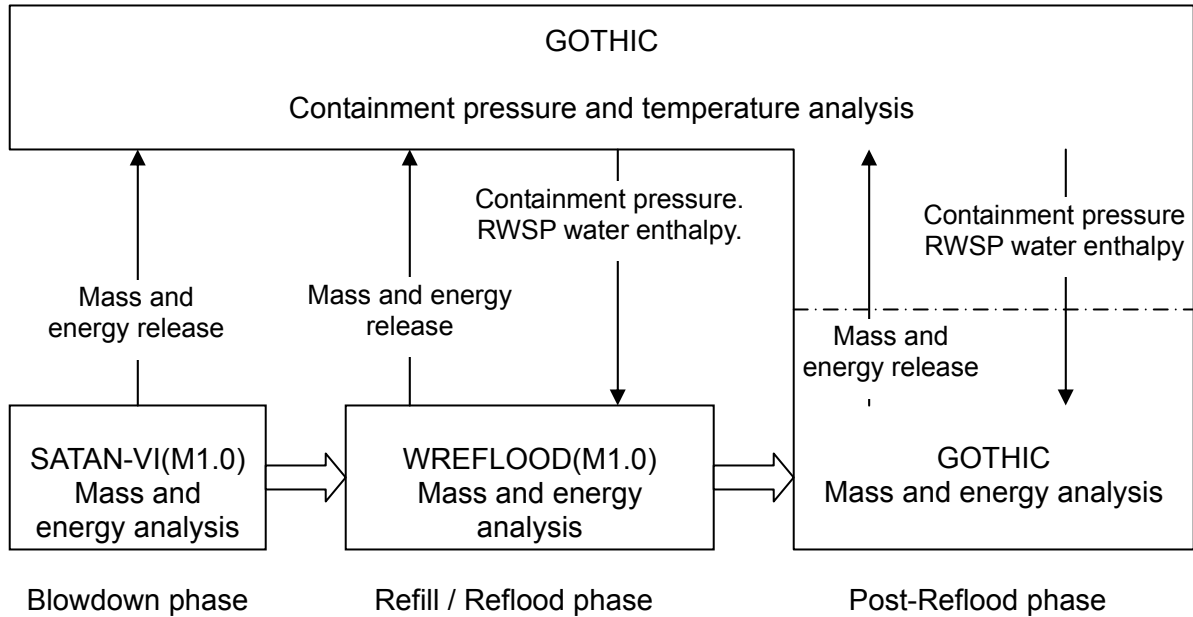 GOTHIC
Containment pressure and temperature analysis
Mass and
energy release
Mass and energy
release
Containment pressure.
RWSP water enthalpy.
Containment pressure
RWSP water enthalpy
Mass and
energy release
SATAN-VI(M1.0)
Mass and
energy analysis
WREFLOOD(M1.0)
Mass and energy
analysis
GOTHIC
Mass and energy analysis
Blowdown phase
Refill / Reflood phase
Post-Reflood phase